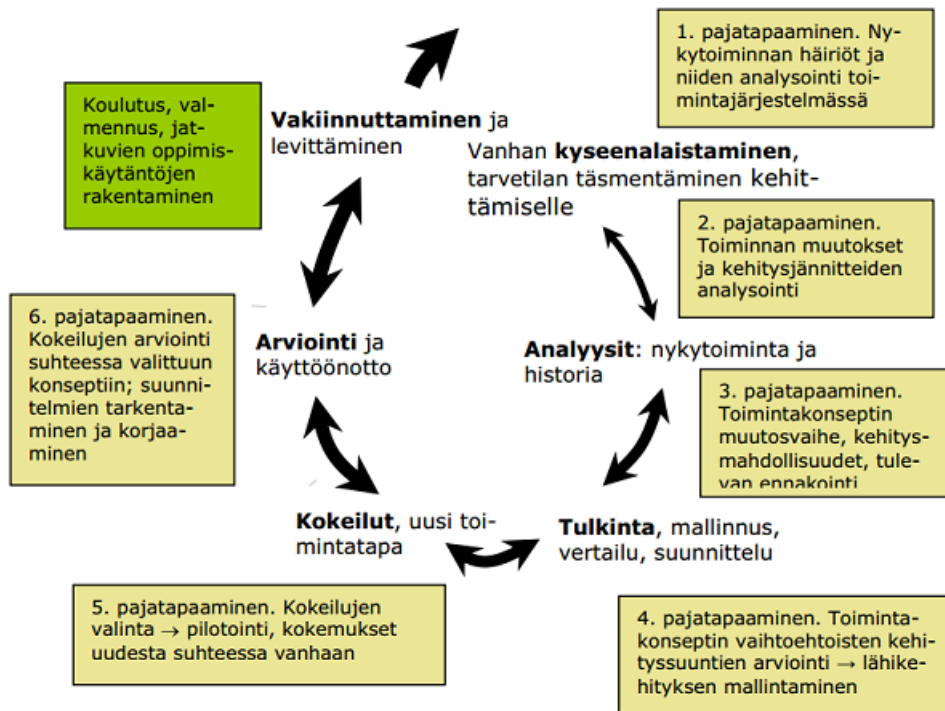 1. pajatapaaminen. Ny-
kytoiminnan häiriöt ja
niiden analysointi toi-
mintajärjestelmässä
Koulutus, val-
mennus, jat-
kuvien oppimis-
käytäntöjen
rakentaminen
Vakiinnuttaminen ja
levittäminen
Vanhan kyseenalaistaminen,
tarvetilan täsmentäminen kehit-
tämiselle
2. pajatapaaminen.
Toiminnan muutokset
ja kehitysjännitteiden
analysointi
6. pajatapaaminen.
Kokeilujen arviointi
suhteessa valittuun
konseptiin; suunni-
telmien tarkenta-
minen ja korjaa-
minen
Arviointi ja
käyttöönotto
Analyysit: nykytoiminta ja
historia
3. pajatapaaminen.
Toimintakonseptin
muutosvaihe, kehitys-
mahdollisuudet, tule-
van ennakointi
Kokeilut, uusi toi-
mintatapa
Tulkinta, mallinnus,
vertailu, suunnittelu
5. pajatapaaminen. Kokeilujen
valinta → pilotointi, kokemukset
uudesta suhteessa vanhaan
4. pajatapaaminen. Toiminta-
konseptin vaihtoehtoisten kehi-
tyssuuntien arviointi → lähike-
hityksen mallintaminen